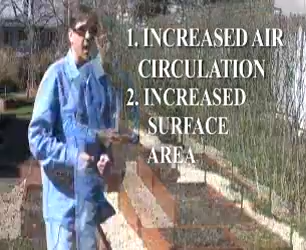 1. INCREASED AIR
CIRCULATION
2. INCREASED
SURFACE
AREA